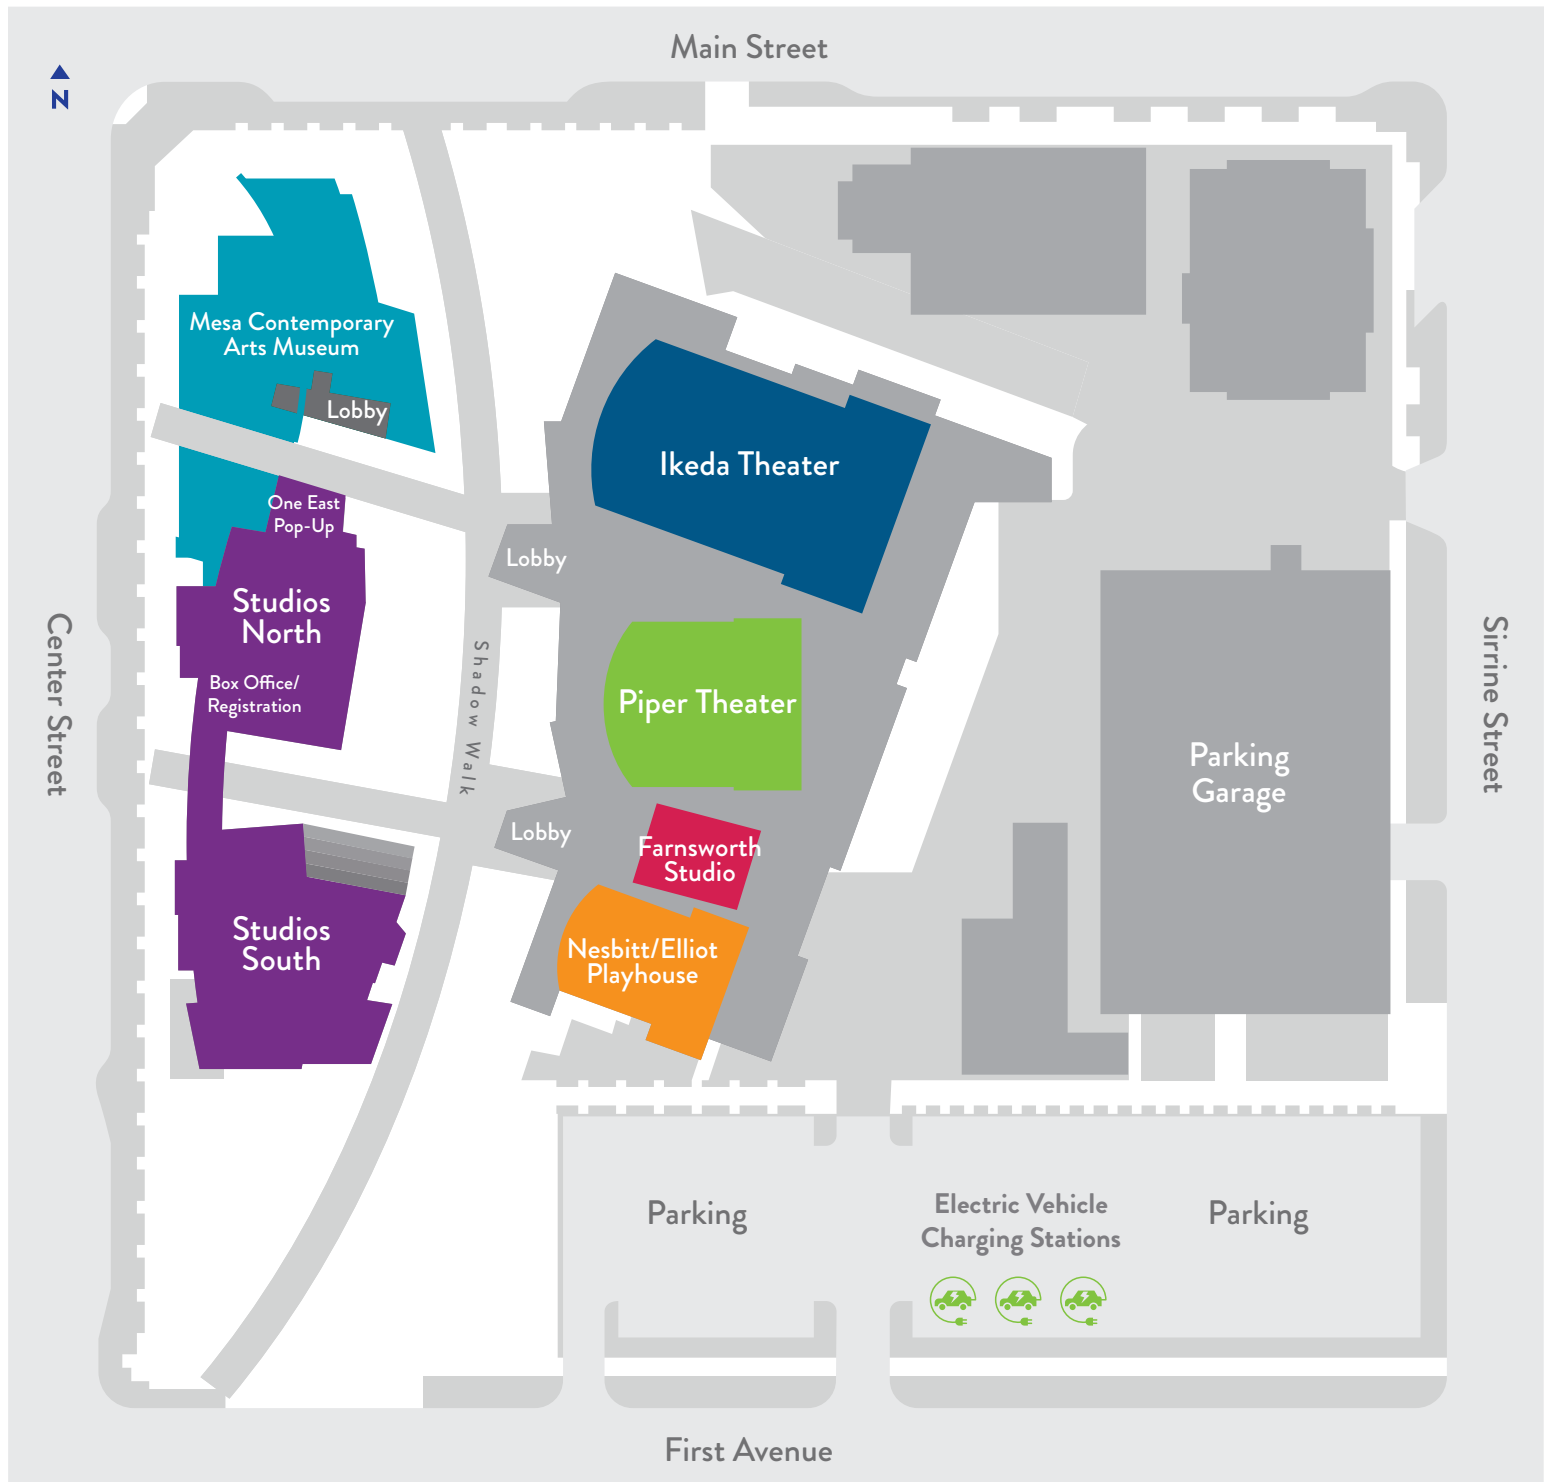 Main Street
N
Mesa Contemporary
Arts Museum
Lobby
Ikeda Theater
One East
Pop-Up
Lobby
Studios
North
Box Office/
Registration
Center Street
Shadow Walk
Piper Theater
Sirrine Street
Parking
Garage
Lobby
Farnsworth
Studio
Studios
South
Nesbitt/Elliot
Playhouse
Parking
Electric Vehicle
Charging Stations
Parking
First Avenue